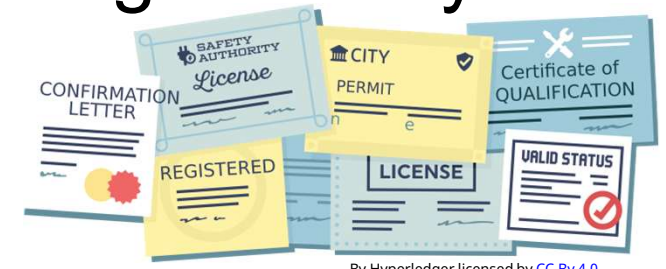 CONFIRMATION
LETTER
SAFETY
AUTHORITY
License
CITY
PERMIT
n e
Certificate of
QUALIFICATION
REGISTERED
LICENSE
VALID STATUS
By Hyperledger licensed by CC By 4.0